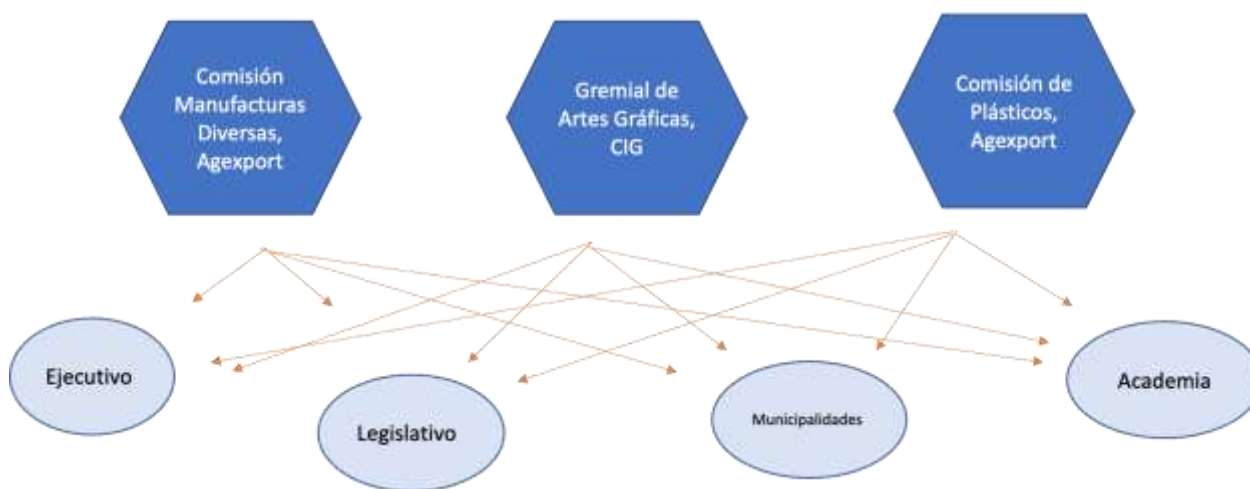 Comisión
Manufacturas
Diversas,
Agexport
Gremial de
Artes Gráficas,
CIG
Comisión de
Plásticos,
Agexport
Ejecutivo
Legislativo
Municipalidades
Academia